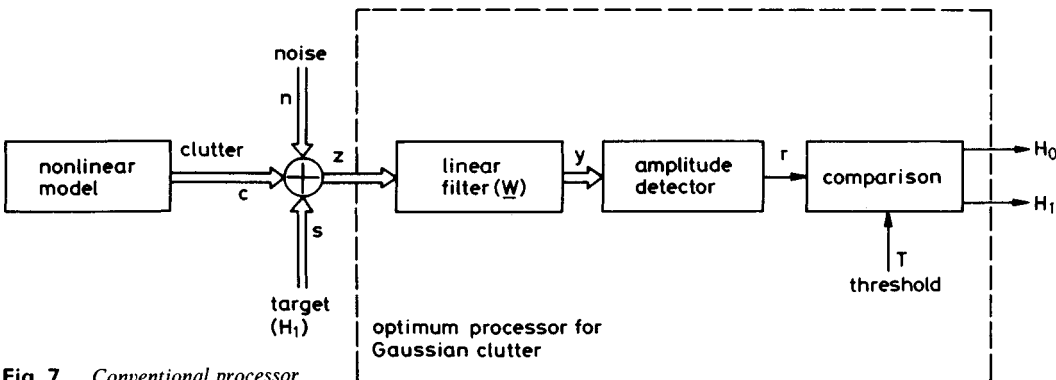 noise
n
nonlinear
model
clutter
c
z
s
target
(H₁)
linear
filter (W)
y
amplitude
detector
r
comparison
H₀
H₁
T
threshold
optimum processor for
Gaussian clutter
Fig. 7 Conventional processor